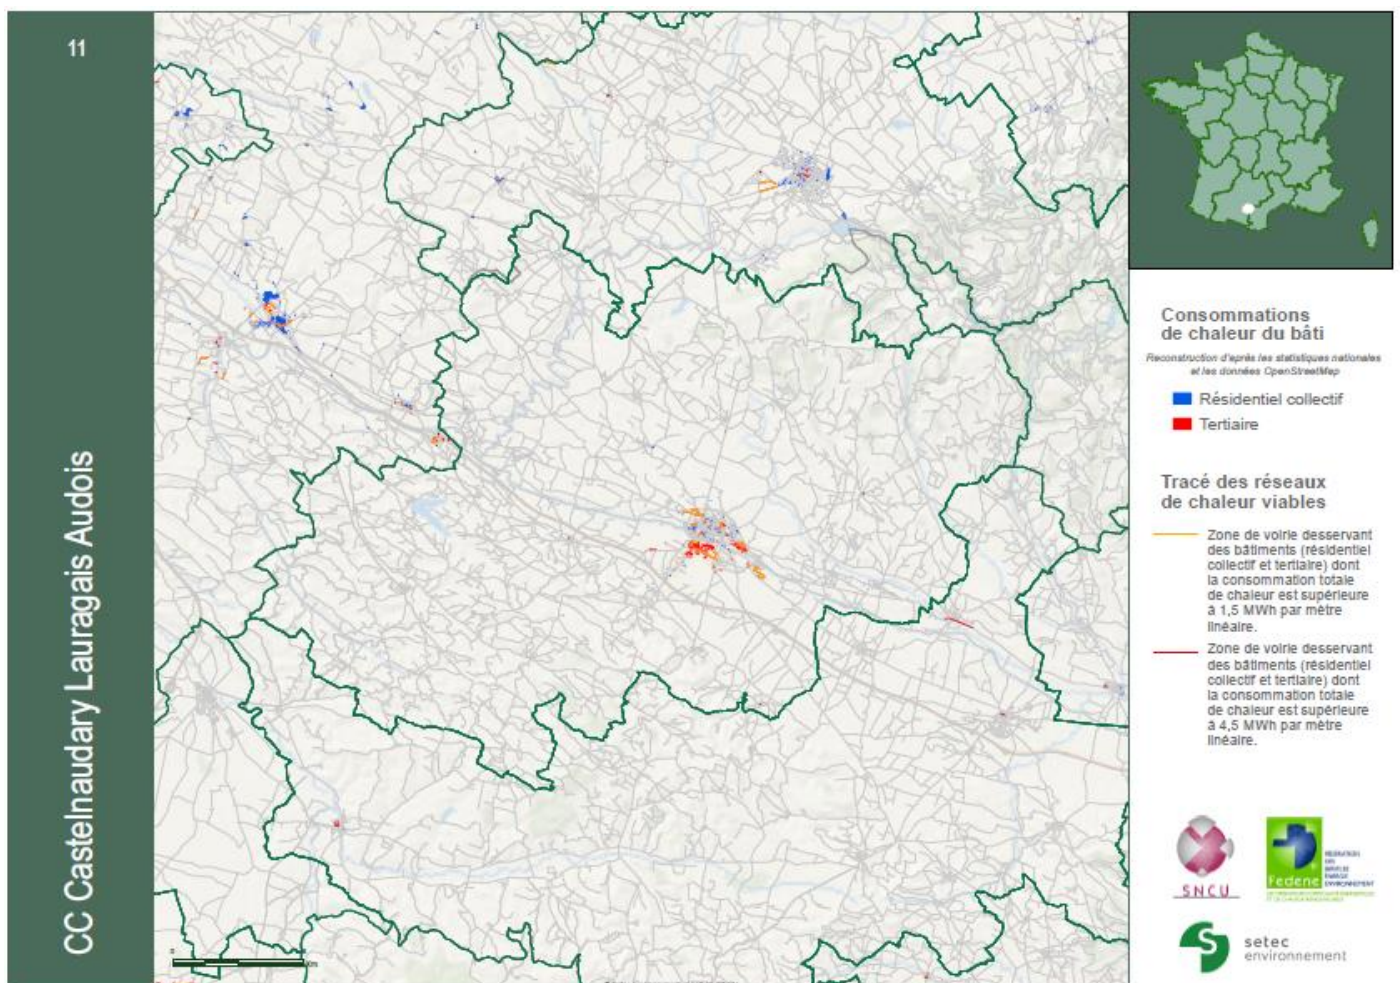 11
CC Castelnaudary Lauragais Audois
Consommations
de chaleur du bâti
Reconstruction d'après les statistiques nationales
et les données OpenStreetMap
Résidentiel collectif
Tertiaire
Tracé des réseaux
de chaleur viables
Zone de voirie desservant
des bâtiments (résidentiel
collectif et tertiaire) dont
la consommation totale
de chaleur est supérieure
à 1,5 MWh par mètre
linéaire.
Zone de voirie desservant
des bâtiments (résidentiel
collectif et tertiaire) dont
la consommation totale
de chaleur est supérieure
à 4,5 MWh par mètre
linéaire.
SNCU
Fedene
setec
environnement